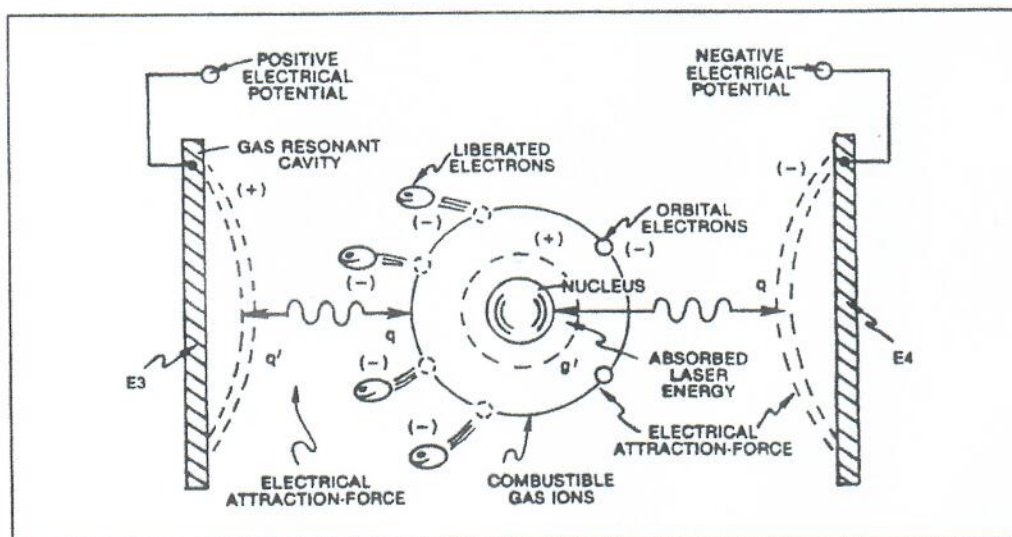 POSITIVE
ELECTRICAL
POTENTIAL
NEGATIVE
ELECTRICAL
POTENTIAL
GAS RESONANT
CAVITY
(+)
LIBERATED
ELECTRONS
(-)
(-)
(+)
ORBITAL
ELECTRONS
(-)
(-)
NUCLEUS
q
q'
q
g'
E3
E4
(-)
(-)
ABSORBED
LASER
ENERGY
ELECTRICAL
ATTRACTION-FORCE
ELECTRICAL
ATTRACTION-FORCE
COMBUSTIBLE
GAS IONS